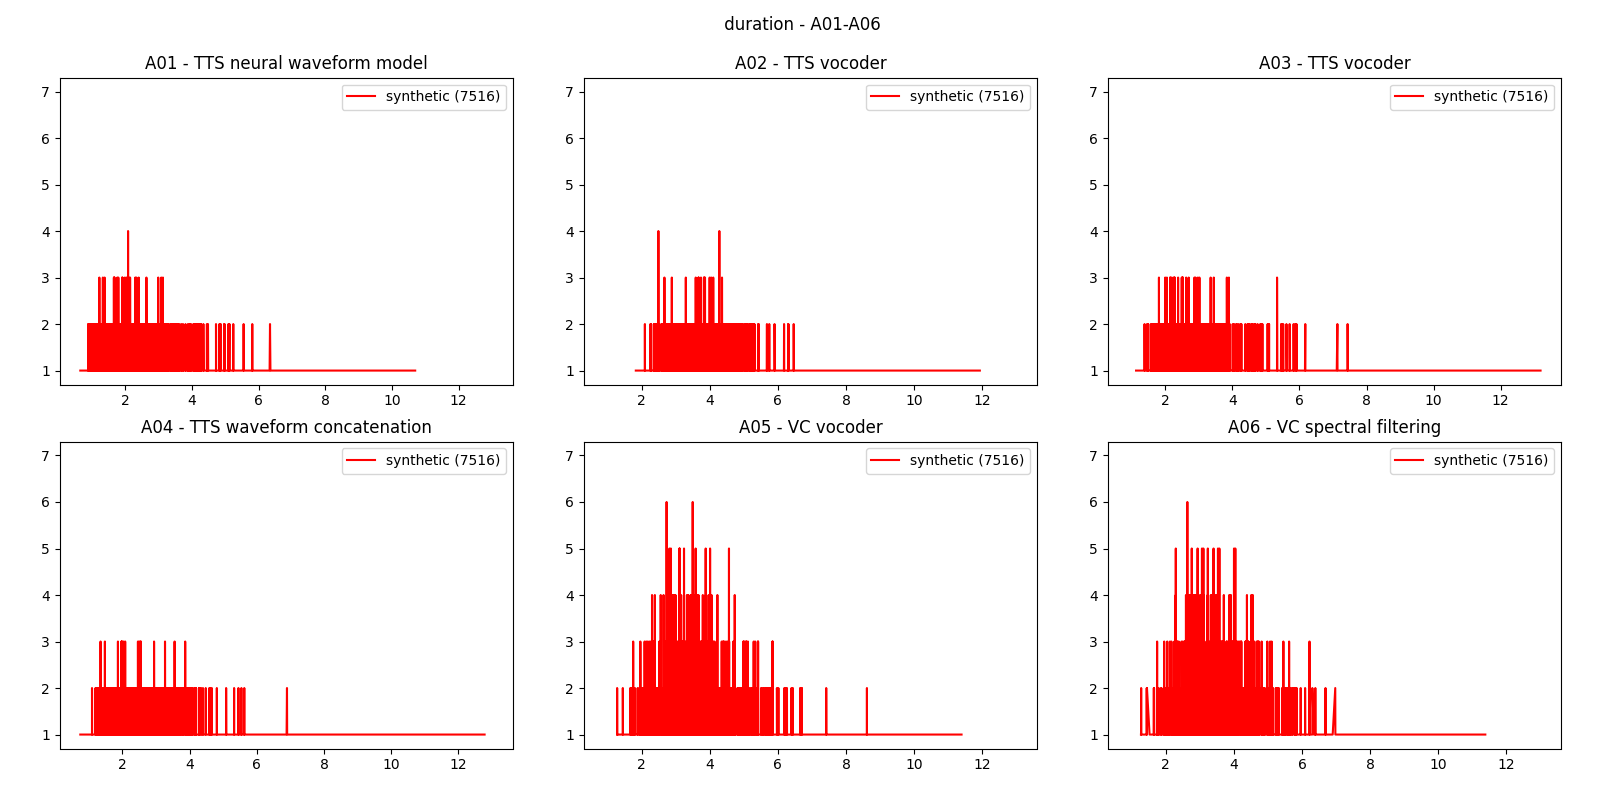 duration - A01-A06
A01 - TTS neural waveform model
synthetic (7516)
7
6
5
4
3
2
1
2 4 6 8 10 12
A02 - TTS vocoder
synthetic (7516)
7
6
5
4
3
2
1
2 4 6 8 10 12
A03 - TTS vocoder
synthetic (7516)
7
6
5
4
3
2
1
2 4 6 8 10 12
A04 - TTS waveform concatenation
synthetic (7516)
7
6
5
4
3
2
1
2 4 6 8 10 12
A05 - VC vocoder
synthetic (7516)
7
6
5
4
3
2
1
2 4 6 8 10 12
A06 - VC spectral filtering
synthetic (7516)
7
6
5
4
3
2
1
2 4 6 8 10 12